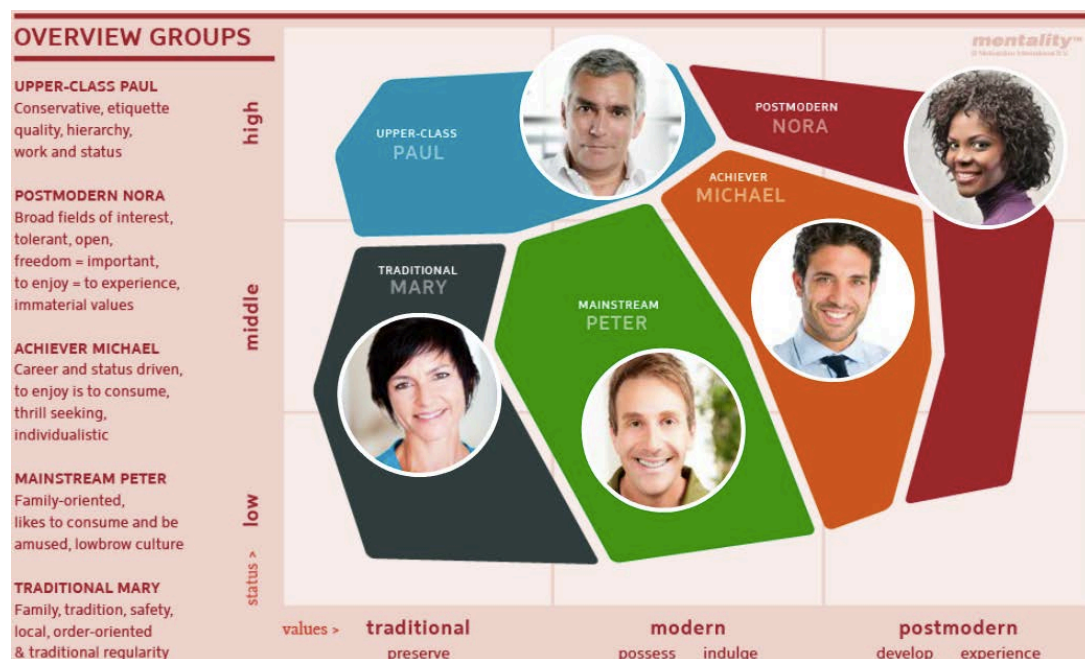 OVERVIEW GROUPS
UPPER-CLASS PAUL
Conservative, etiquette
quality, hierarchy,
work and status
POSTMODERN NORA
Broad fields of interest,
tolerant, open,
freedom = important,
to enjoy = to experience,
immaterial values
ACHIEVER MICHAEL
Career and status driven,
to enjoy is to consume,
thrill seeking,
individualistic
MAINSTREAM PETER
Family-oriented,
likes to consume and be
amused, lowbrow culture
TRADITIONAL MARY
Family, tradition, safety,
local, order-oriented
& traditional regularity
high
middle
low
status >
mentality™
UPPER-CLASS
PAUL
POSTMODERN
NORA
ACHIEVER
MICHAEL
TRADITIONAL
MARY
MAINSTREAM
PETER
values > traditional modern postmodern
preserve possess indulge develop experience